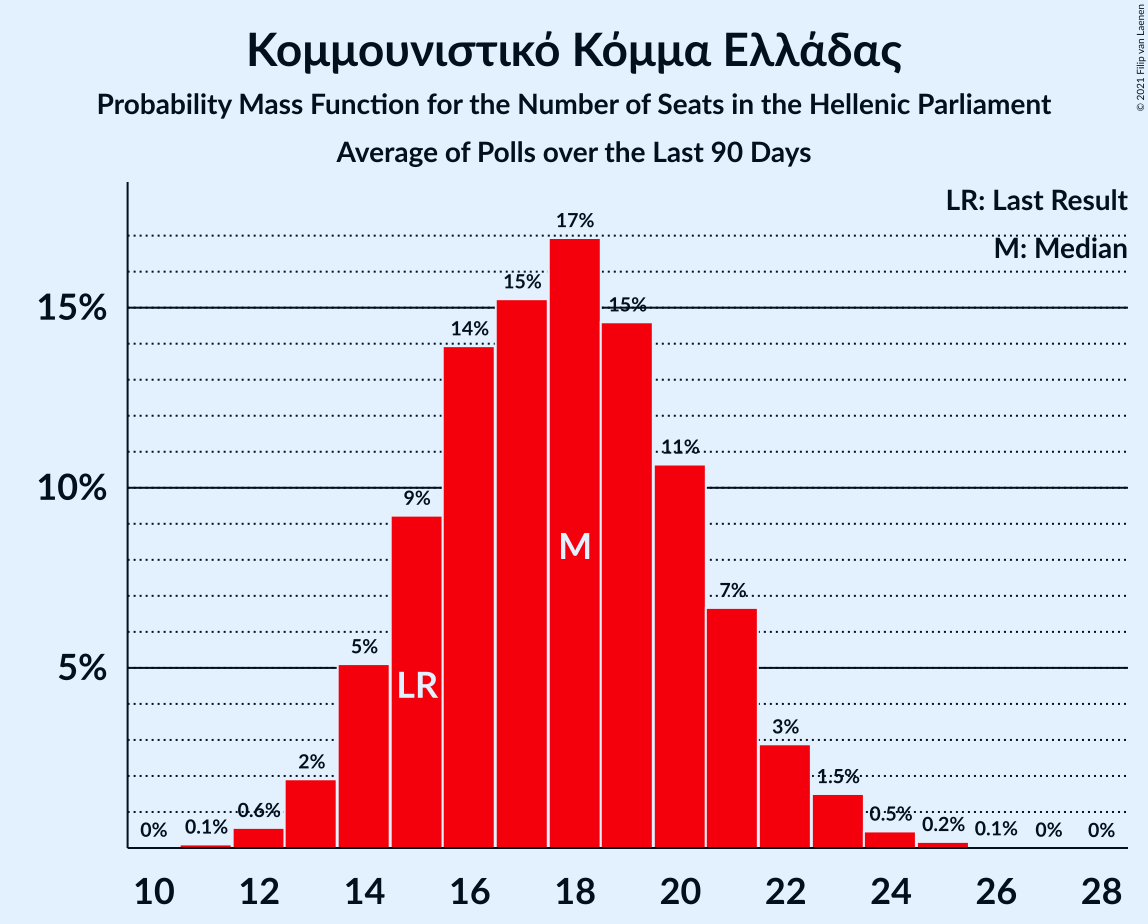 Κομμουνιστικό Κόμμα Ελλάδας
Probability Mass Function for the Number of Seats in the Hellenic Parliament
Average of Polls over the Last 90 Days
© 2021 Filip van Laenen
LR: Last Result
M: Median
15%
10%
5%
0%
0.1%
0.6%
2%
5%
9%
14%
15%
17%
15%
11%
7%
3%
1.5%
0.5%
0.2%
0.1%
0%
0%
LR
M
10 12 14 16 18 20 22 24 26 28